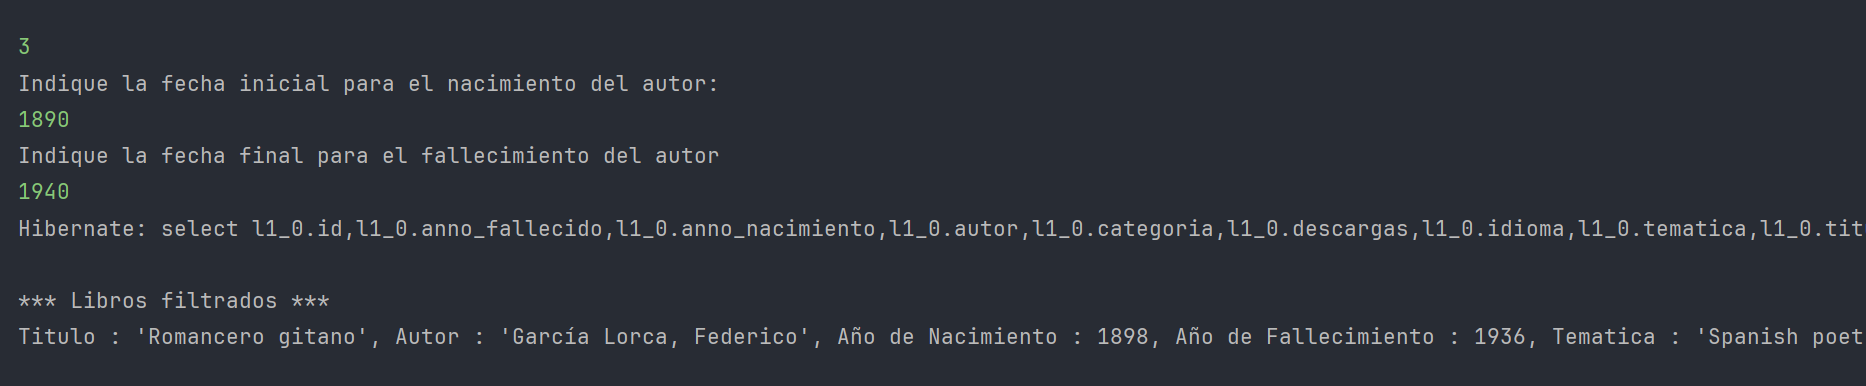 3
Indique la fecha inicial para el nacimiento del autor:
1890
Indique la fecha final para el fallecimiento del autor
1940
Hibernate: select l1_0.id,l1_0.anno_fallecido,l1_0.anno_nacimiento,l1_0.autor,l1_0.categoria,l1_0.descargas,l1_0.idioma,l1_0.tematica,l1_0.tit
*** Libros filtrados ***
Titulo : 'Romancero gitano', Autor : 'García Lorca, Federico', Año de Nacimiento : 1898, Año de Fallecimiento : 1936, Tematica : 'Spanish poet